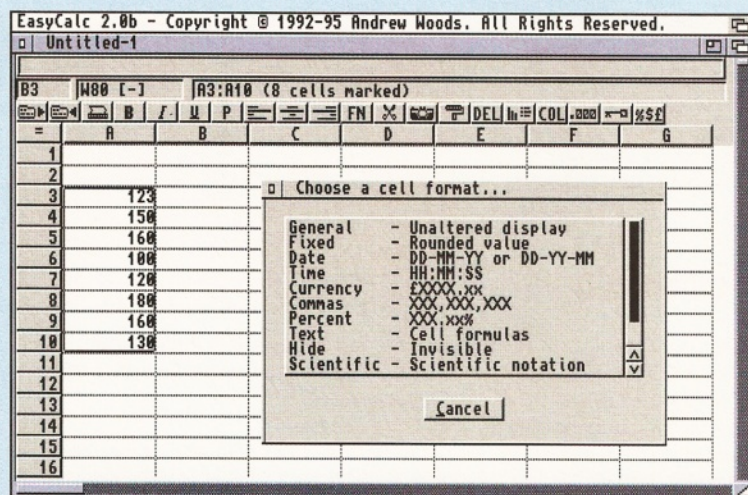 EasyCalc 2.0b - Copyright © 1992-95 Andrew Woods. All Rights Reserved.
Untitled-1
B3 W80 [-] A3:A10 (8 cells marked)
B I U P FN DEL COL .000 %$£
= A B C D E F G
1
2
3 123
4 150
5 160
6 100
7 120
8 180
9 160
10 130
11
12
13
14
15
16
Choose a cell format...
General - Unaltered display
Fixed - Rounded value
Date - DD-MM-YY or DD-YY-MM
Time - HH:MM:SS
Currency - £XXXX.xx
Commas - XXX,XXX,XXX
Percent - XXX.xx%
Text - Cell formulas
Hide - Invisible
Scientific - Scientific notation
Cancel